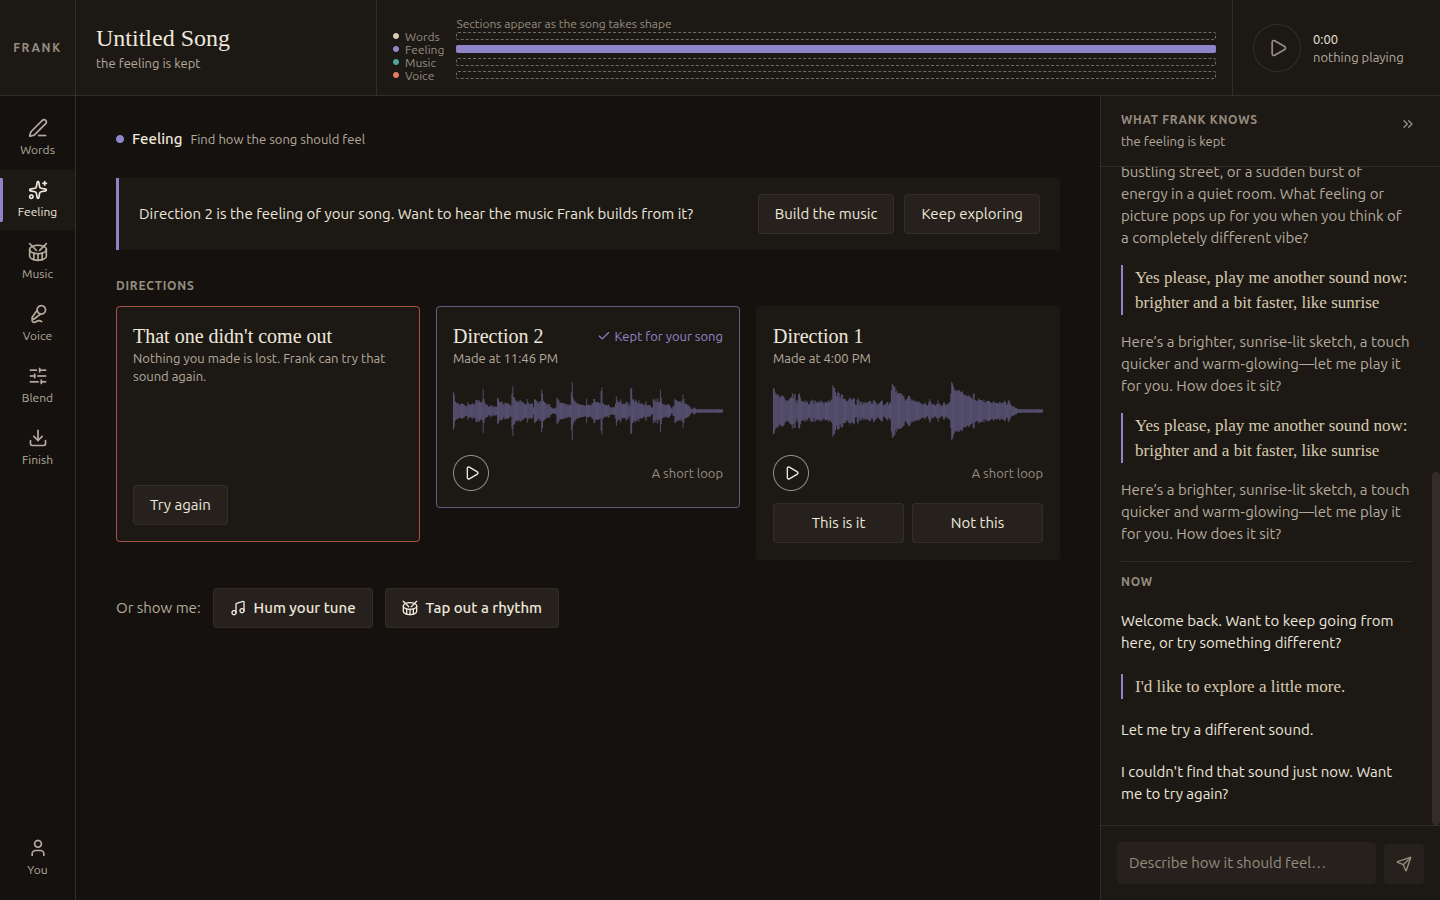 FRANK
Untitled Song
the feeling is kept
Sections appear as the song takes shape
Words
Feeling
Music
Voice
0:00
nothing playing
Words
Feeling
Music
Voice
Blend
Finish
You
Feeling Find how the song should feel
Direction 2 is the feeling of your song. Want to hear the music Frank builds from it?
Build the music
Keep exploring
DIRECTIONS
That one didn't come out
Nothing you made is lost. Frank can try that
sound again.
Try again
Direction 2
Kept for your song
Made at 11:46 PM
A short loop
Direction 1
Made at 4:00 PM
A short loop
This is it
Not this
Or show me:
Hum your tune
Tap out a rhythm
WHAT FRANK KNOWS
the feeling is kept
bustling street, or a sudden burst of
energy in a quiet room. What feeling or
picture pops up for you when you think of
a completely different vibe?
Yes please, play me another sound now:
brighter and a bit faster, like sunrise
Here’s a brighter, sunrise-lit sketch, a touch
quicker and warm-glowing—let me play it
for you. How does it sit?
Yes please, play me another sound now:
brighter and a bit faster, like sunrise
Here’s a brighter, sunrise-lit sketch, a touch
quicker and warm-glowing—let me play it
for you. How does it sit?
NOW
Welcome back. Want to keep going from
here, or try something different?
I'd like to explore a little more.
Let me try a different sound.
I couldn't find that sound just now. Want
me to try again?
Describe how it should feel…